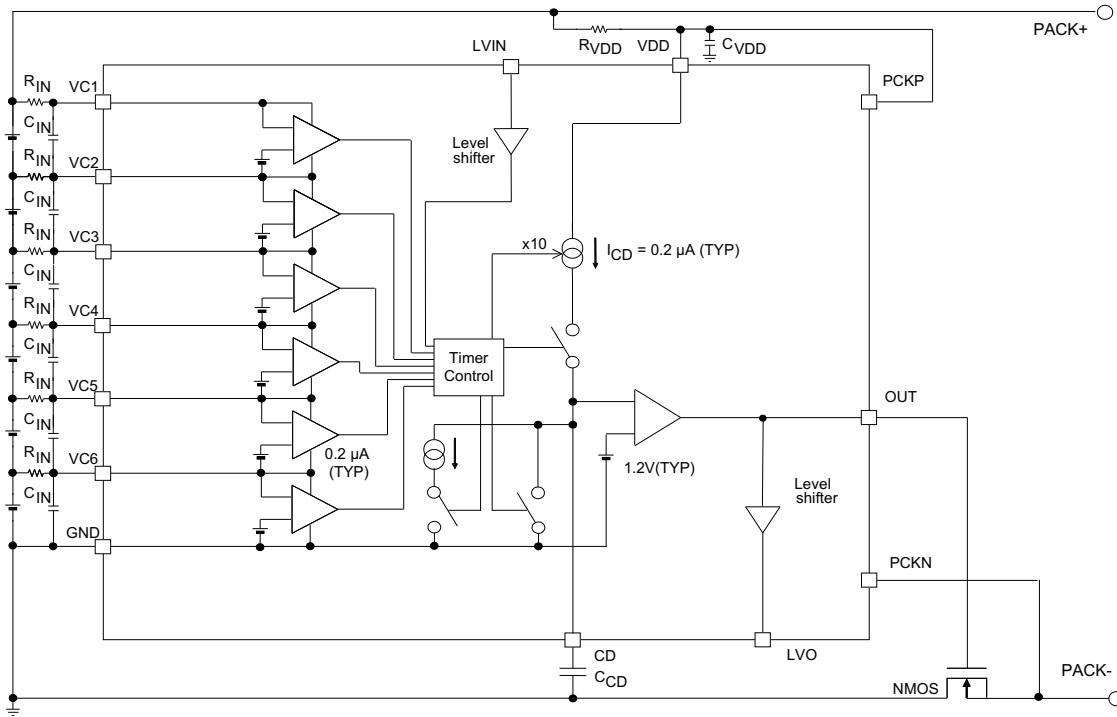 PACK+
RVDD
VDD
CVDD
LVIN
PCKP
RIN
VC1
CIN
Level
shifter
RIN
VC2
CIN
RIN
VC3
x10
ICD = 0.2 µA (TYP)
CIN
RIN
VC4
CIN
Timer
Control
RIN
VC5
OUT
CIN
0.2 µA
(TYP)
1.2V(TYP)
RIN
VC6
CIN
Level
shifter
GND
PCKN
CD
LVO
CCD
NMOS
PACK-